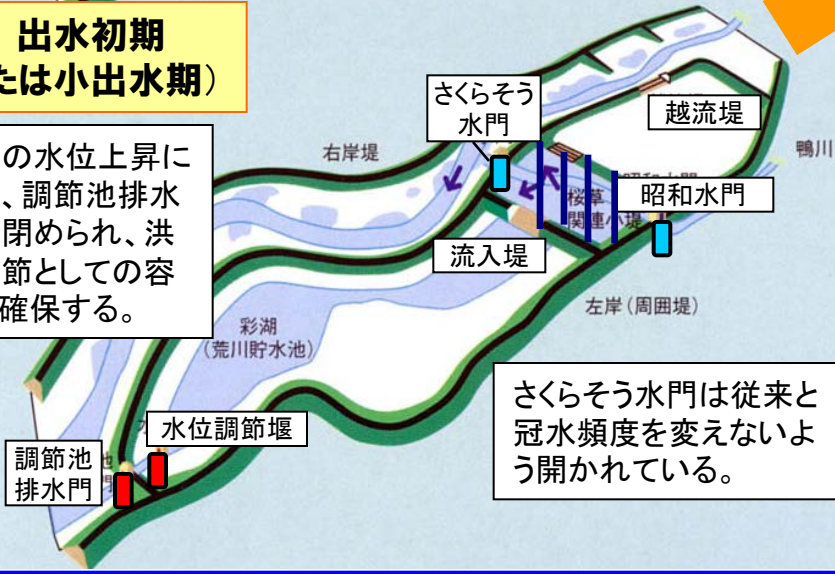 出水初期
たは小出水期）
の水位上昇に
、調節池排水
閉められ、洪
節としての容
確保する。
右岸堤
さくらそう
水門
越流堤
鴨川
桜草
関連小堤
昭和水門
流入堤
左岸（周囲堤）
彩湖
（荒川貯水池）
さくらそう水門は従来と
冠水頻度を変えないよ
う開かれている。
水位調節堰
調節池
排水門